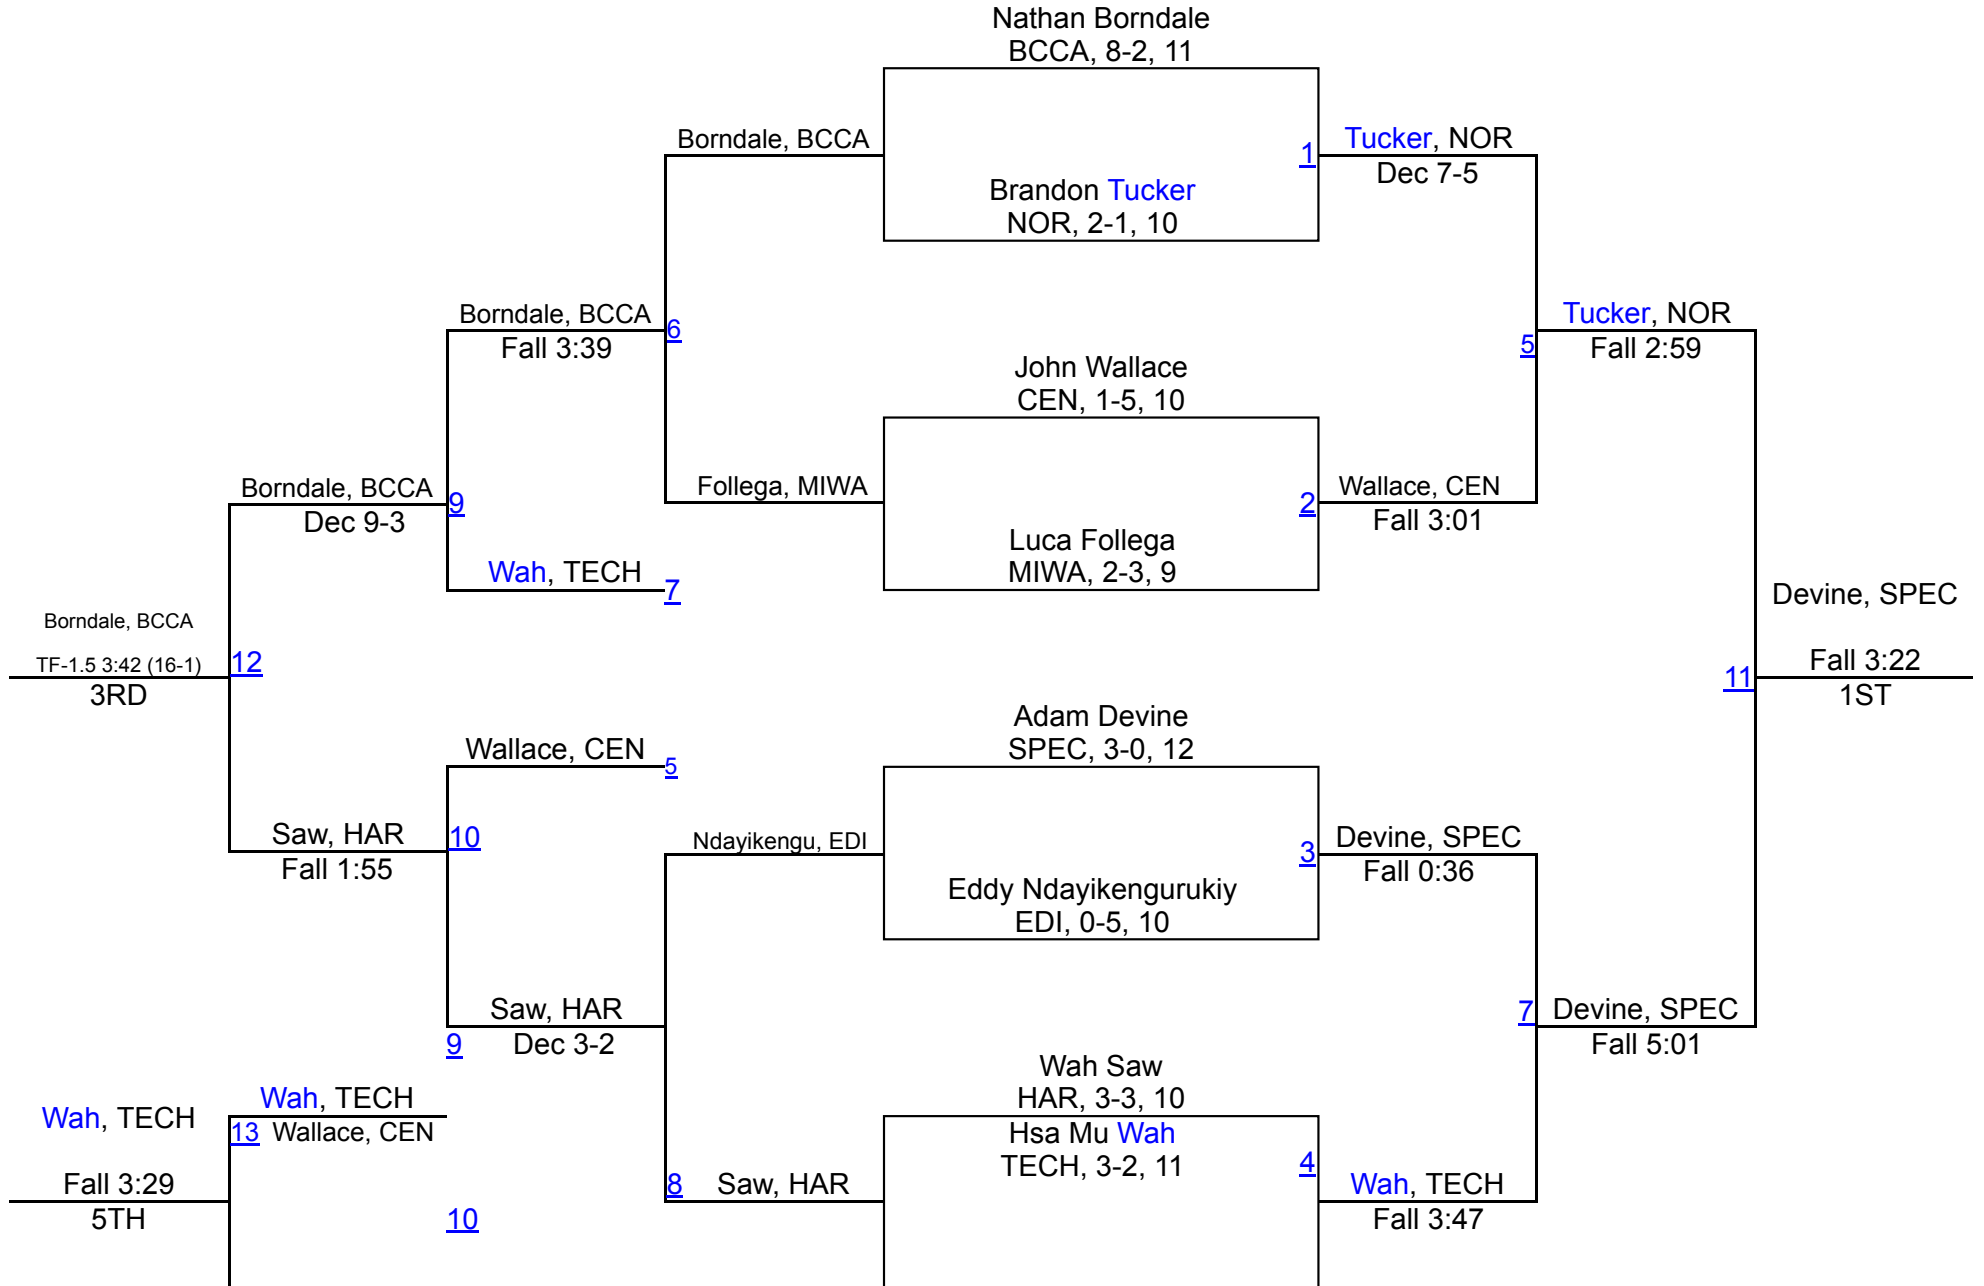 Nathan Borndale
BCCA, 8-2, 11
Borndale, BCCA
1
Tucker, NOR
Dec 7-5
Brandon Tucker
NOR, 2-1, 10
Borndale, BCCA
Fall 3:39
6
Tucker, NOR
Fall 2:59
5
John Wallace
CEN, 1-5, 10
Borndale, BCCA
Dec 9-3
9
Follega, MIWA
2
Wallace, CEN
Fall 3:01
Luca Follega
MIWA, 2-3, 9
Wah, TECH
7
Borndale, BCCA
TF-1.5 3:42 (16-1)
3RD
12
Devine, SPEC
Fall 3:22
1ST
11
Adam Devine
SPEC, 3-0, 12
Wallace, CEN
5
Saw, HAR
Fall 1:55
10
Ndayikengu, EDI
3
Devine, SPEC
Fall 0:36
Eddy Ndayikengurukiy
EDI, 0-5, 10
Saw, HAR
Dec 3-2
9
7
Devine, SPEC
Fall 5:01
Wah Saw
HAR, 3-3, 10
Hsa Mu Wah
TECH, 3-2, 11
4
Wah, TECH
Fall 3:47
8
Saw, HAR
Wah, TECH
Wallace, CEN
13
Wah, TECH
Fall 3:29
5TH
10